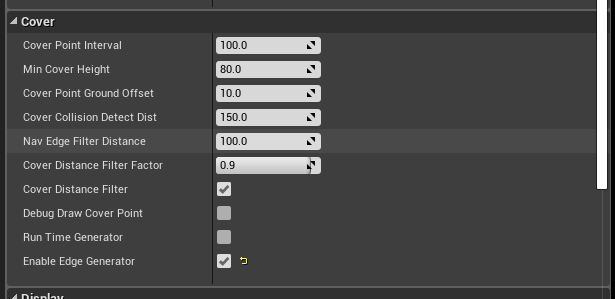 Cover
Cover Point Interval 100.0
Min Cover Height 80.0
Cover Point Ground Offset 10.0
Cover Collision Detect Dist 150.0
Nav Edge Filter Distance 100.0
Cover Distance Filter Factor 0.9
Cover Distance Filter
Debug Draw Cover Point
Run Time Generator
Enable Edge Generator
Display